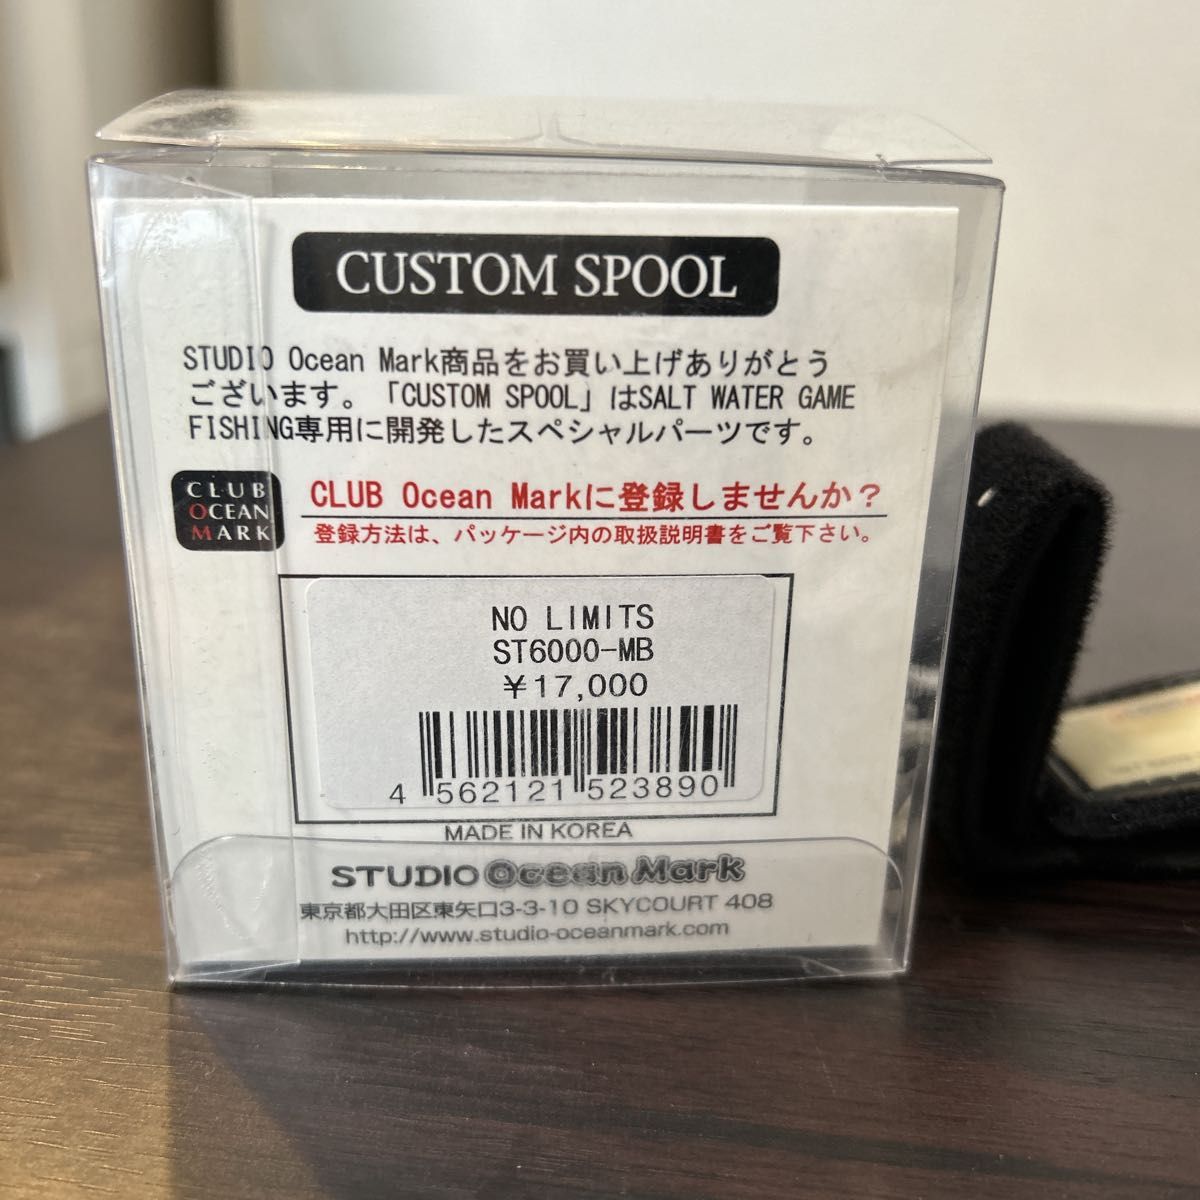 CUSTOM SPOOL
STUDIO Ocean Mark商品をお買い上げありがとう
ございます。「CUSTOM SPOOL」はSALT WATER GAME
FISHING専用に開発したスペシャルパーツです。
CLUB
OCEAN
MARK
CLUB Ocean Markに登録しませんか?
登録方法は、パッケージ内の取扱説明書をご覧下さい。
NO LIMITS
ST6000-MB
¥17,000
4 562121 523890
MADE IN KOREA
STUDIO Ocean Mark
東京都大田区東矢口3-3-10 SKYCOURT 408
http://www.studio-oceanmark.com